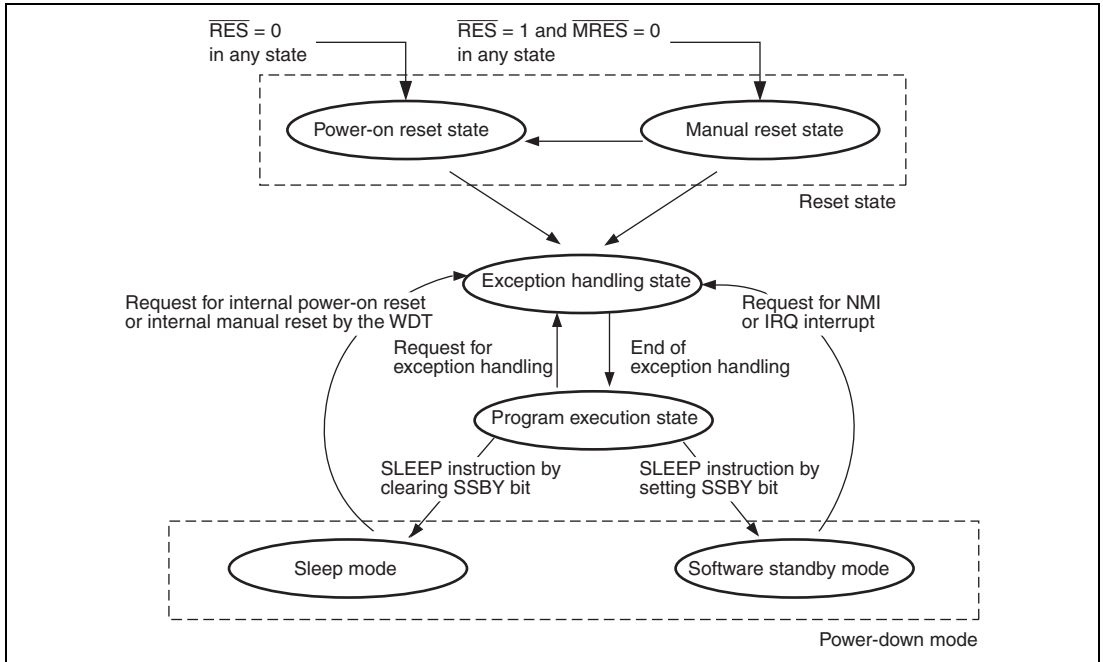 R̅E̅S̅ = 0
in any state
R̅E̅S̅ = 1 and M̅R̅E̅S̅ = 0
in any state
Power-on reset state
Manual reset state
Reset state
Exception handling state
Request for internal power-on reset
or internal manual reset by the WDT
Request for NMI
or IRQ interrupt
Request for
exception handling
End of
exception handling
Program execution state
SLEEP instruction by
clearing SSBY bit
SLEEP instruction by
setting SSBY bit
Sleep mode
Software standby mode
Power-down mode